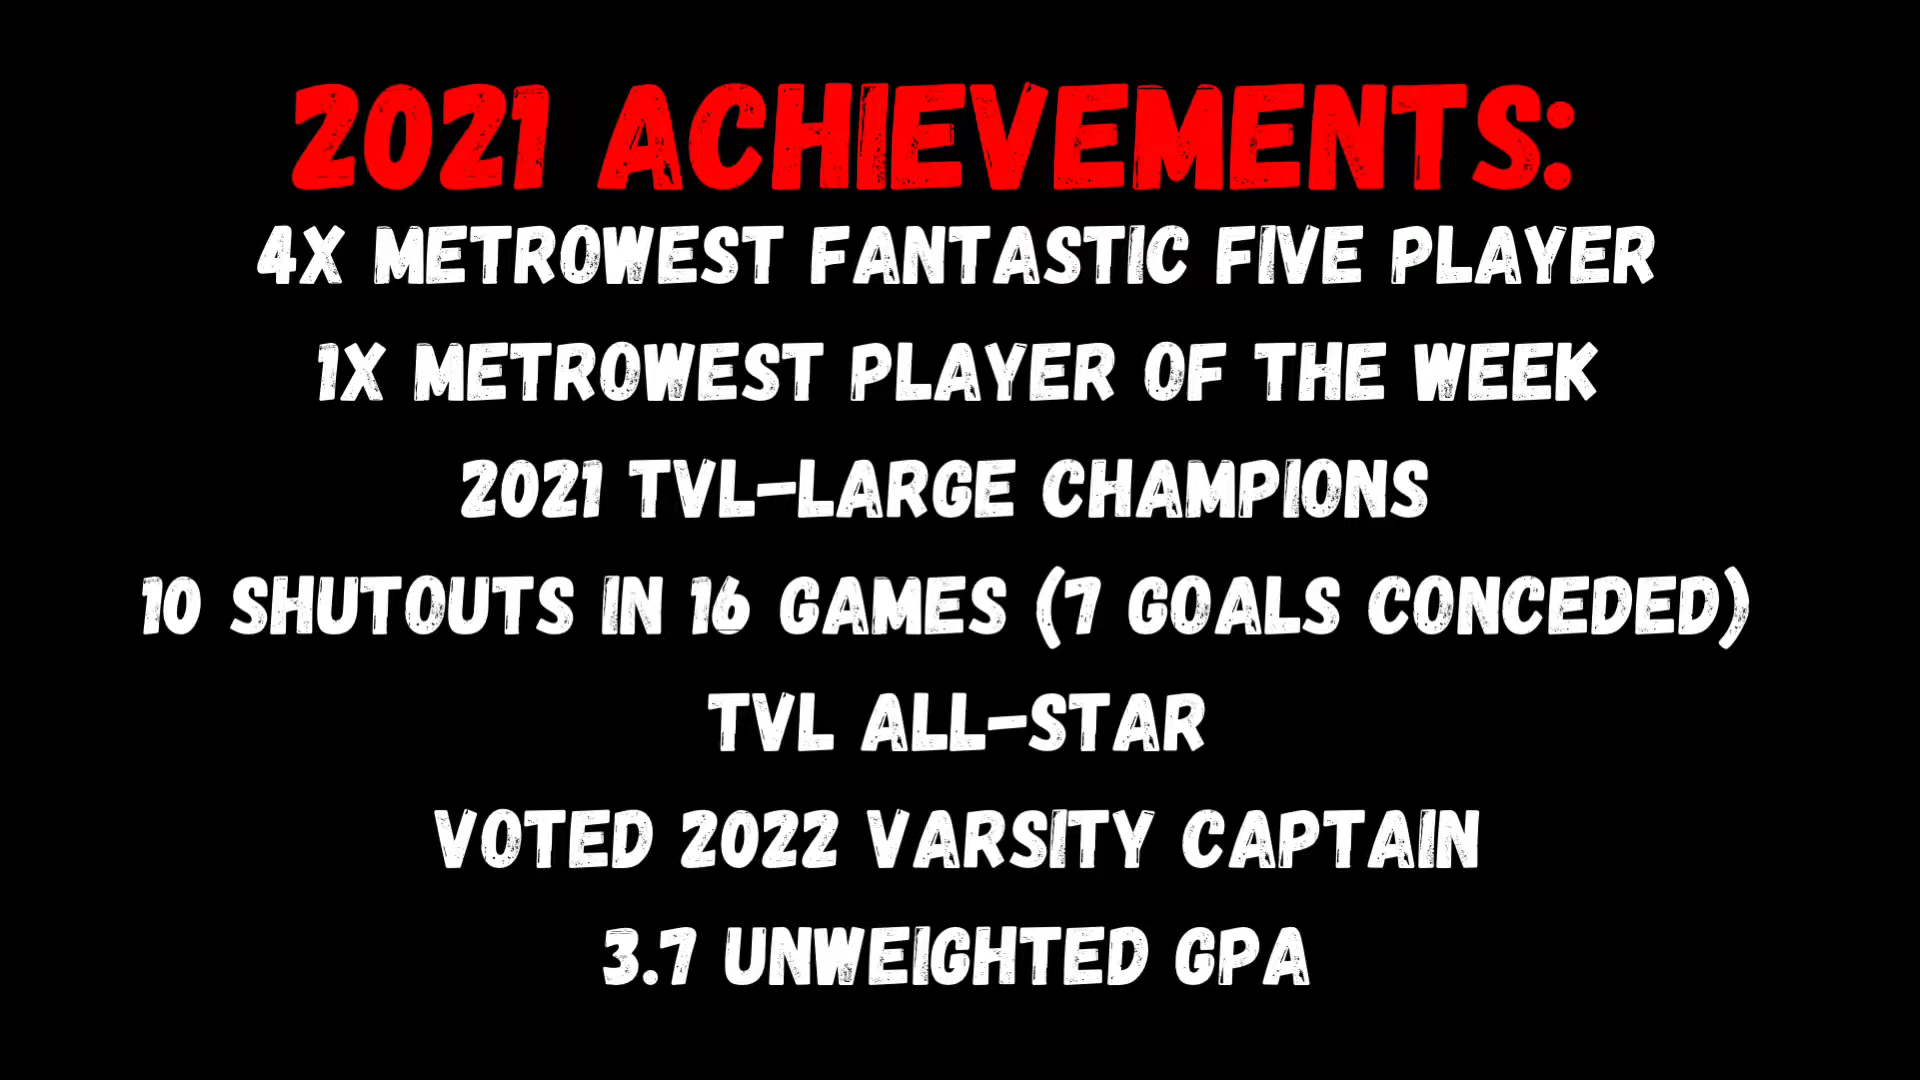 2021 ACHIEVEMENTS:
4X METROWEST FANTASTIC FIVE PLAYER
1X METROWEST PLAYER OF THE WEEK
2021 TVL-LARGE CHAMPIONS
10 SHUTOUTS IN 16 GAMES (7 GOALS CONCEDED)
TVL ALL-STAR
VOTED 2022 VARSITY CAPTAIN
3.7 UNWEIGHTED GPA